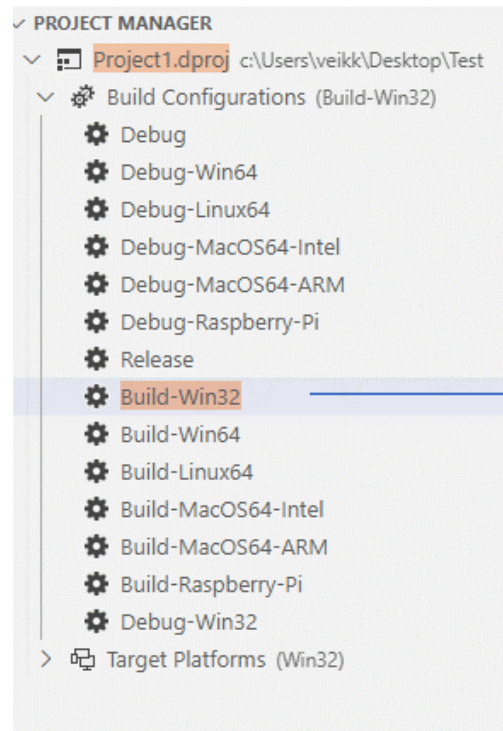 PROJECT MANAGER
Project1.dproj c:\Users\veikk\Desktop\Test
Build Configurations (Build-Win32)
Debug
Debug-Win64
Debug-Linux64
Debug-MacOS64-Intel
Debug-MacOS64-ARM
Debug-Raspberry-Pi
Release
Build-Win32
Build-Win64
Build-Linux64
Build-MacOS64-Intel
Build-MacOS64-ARM
Build-Raspberry-Pi
Debug-Win32
Target Platforms (Win32)